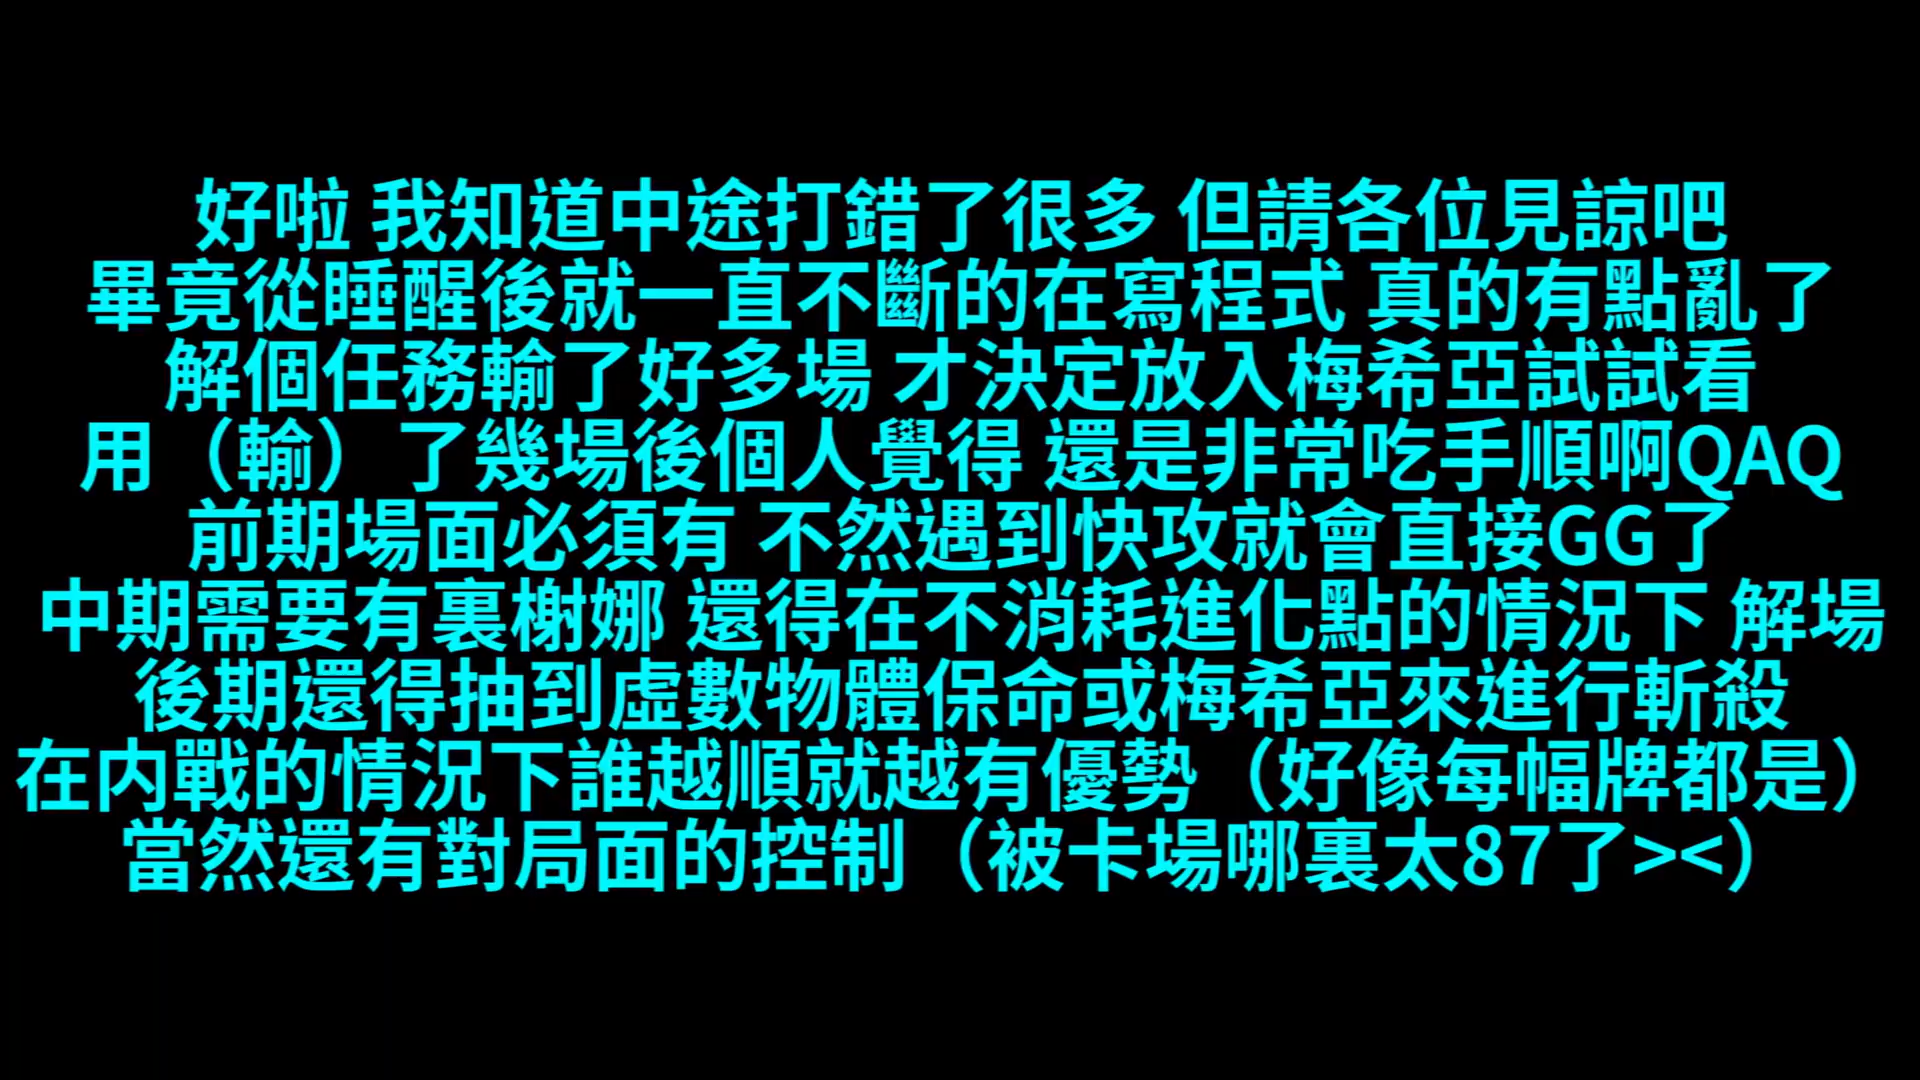 好啦 我知道中途打錯了很多 但請各位見諒吧
畢竟從睡醒後就一直不斷的在寫程式 真的有點亂了
解個任務輸了好多場 才決定放入梅希亞試試看
用（輸）了幾場後個人覺得 還是非常吃手順啊QAQ
前期場面必須有 不然遇到快攻就會直接GG了
中期需要有裏榭娜 還得在不消耗進化點的情況下 解場
後期還得抽到虛數物體保命或梅希亞來進行斬殺
在內戰的情況下誰越順就越有優勢（好像每幅牌都是）
當然還有對局面的控制（被卡場哪裏太87了><）